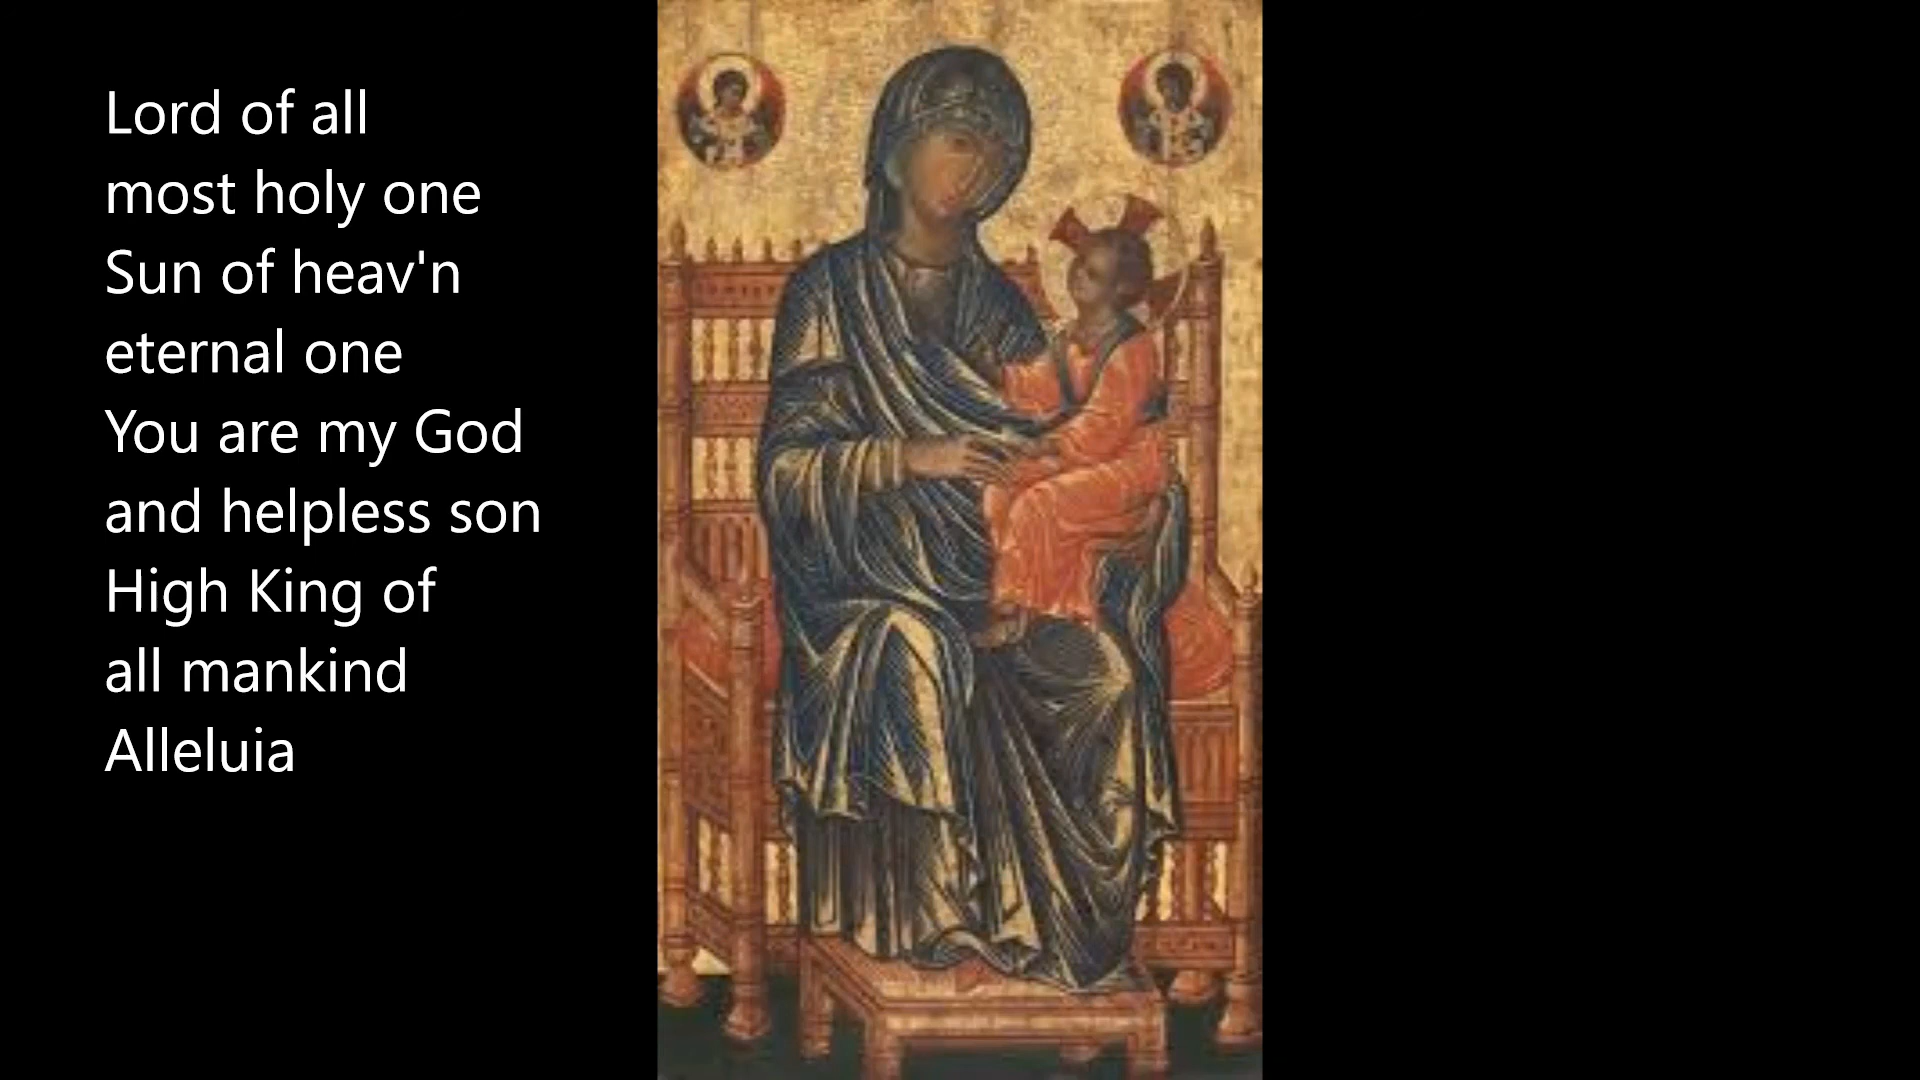 Lord of all
most holy one
Sun of heav'n
eternal one
You are my God
and helpless son
High King of
all mankind
Alleluia